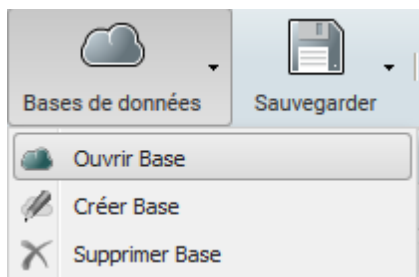 Bases de données
Sauvegarder
Ouvrir Base
Créer Base
Supprimer Base